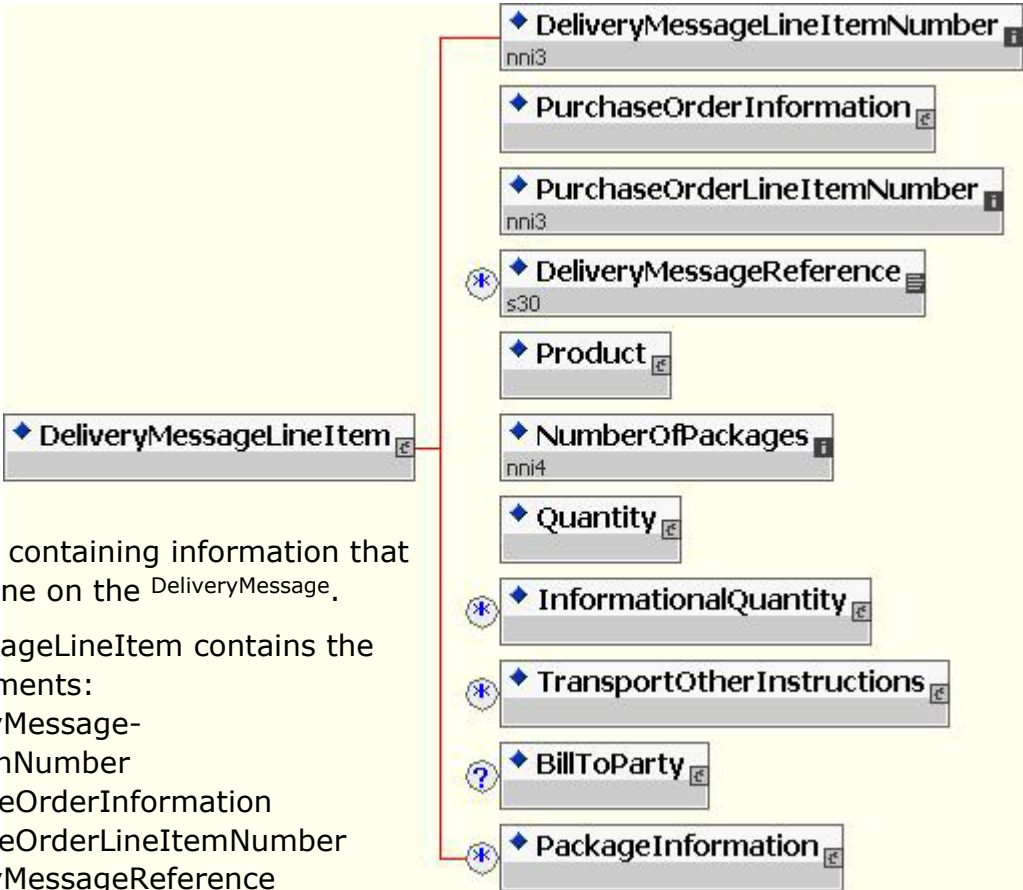 DeliveryMessageLineItemNumber
nni3
PurchaseOrderInformation
PurchaseOrderLineItemNumber
nni3
DeliveryMessageReference
s30
Product
DeliveryMessageLineItem
NumberOfPackages
nni4
Quantity
containing information that
ne on the DeliveryMessage.
InformationalQuantity
ageLineItem contains the
ments:
TransportOtherInstructions
yMessage-
nNumber
BillToParty
eOrderInformation
eOrderLineItemNumber
PackageInformation
yMessageReference